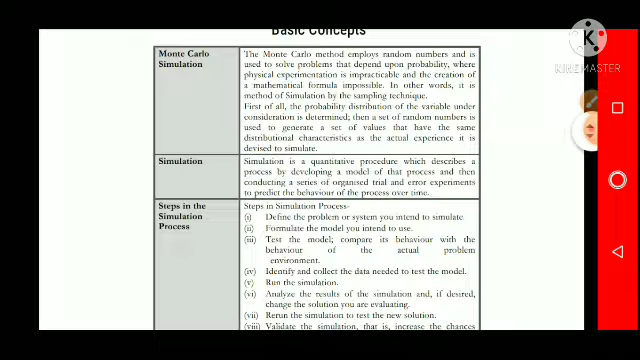 Basic Concepts
KINEMASTER
Monte Carlo
Simulation
The Monte Carlo method employs random numbers and is
used to solve problems that depend upon probability, where
physical experimentation is impracticable and the creation of
a mathematical formula impossible. In other words, it is
method of Simulation by the sampling technique.
First of all, the probability distribution of the variable under
consideration is determined; then a set of random numbers is
used to generate a set of values that have the same
distributional characteristics as the actual experience it is
devised to simulate.
Simulation
Simulation is a quantitative procedure which describes a
process by developing a model of that process and then
conducting a series of organised trial and error experiments
to predict the behaviour of the process over time.
Steps in the
Simulation
Process
Steps in Simulation Process-
(i) Define the problem or system you intend to simulate
(ii) Formulate the model you intend to use.
(iii) Test the model; compare its behaviour with the
behaviour of the actual problem
environment.
(iv) Identify and collect the data needed to test the model.
(v) Run the simulation.
(vi) Analyze the results of the simulation and, if desired,
change the solution you are evaluating.
(vii) Rerun the simulation to test the new solution.
(viii) Validate the simulation, that is, increase the chances